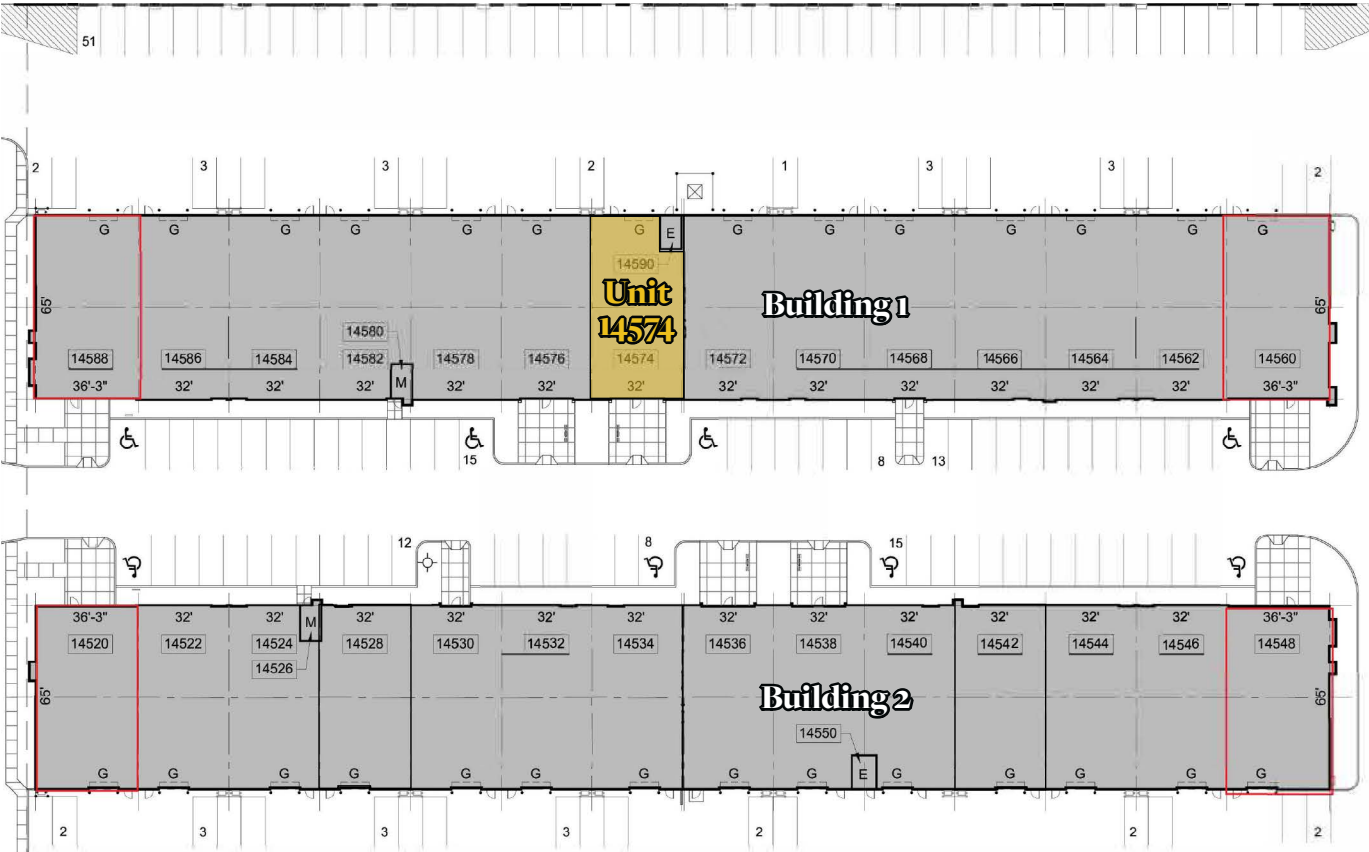 51
2 3 3 2 1 3 3 2
G G G G G G G E G G G G G G G
14590
65' Unit Building 1 65'
14574
14580
14588 14586 14584 14582 14578 14576 14574 14572 14570 14568 14566 14564 14562 14560
36'-3" 32' 32' 32' M 32' 32' 32' 32' 32' 32' 32' 32' 32' 36'-3"
15 8 13
12 8 15
36'-3" 32' 32' M 32' 32' 32' 32' 32' 32' 32' 32' 32' 32' 36'-3"
14520 14522 14524 14528 14530 14532 14534 14536 14538 14540 14542 14544 14546 14548
14526
65' Building 2 65'
14550
G G G G G G G G G E G G G G G
2 3 3 3 2 2 2